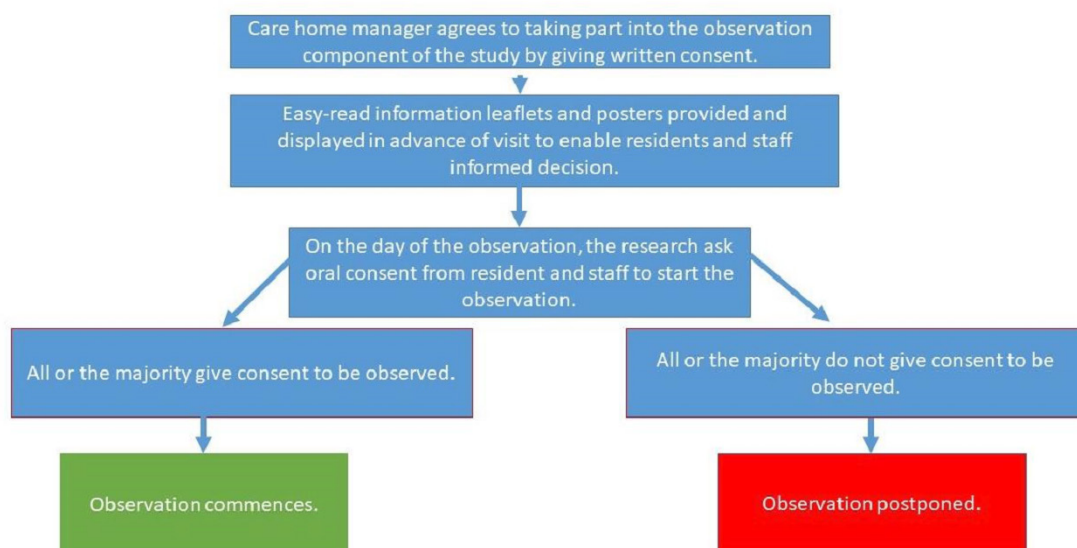 Care home manager agrees to taking part into the observation
component of the study by giving written consent.
Easy-read information leaflets and posters provided and
displayed in advance of visit to enable residents and staff
informed decision.
On the day of the observation, the research ask
oral consent from resident and staff to start the
observation.
All or the majority give consent to be observed.
All or the majority do not give consent to be
observed.
Observation commences.
Observation postponed.